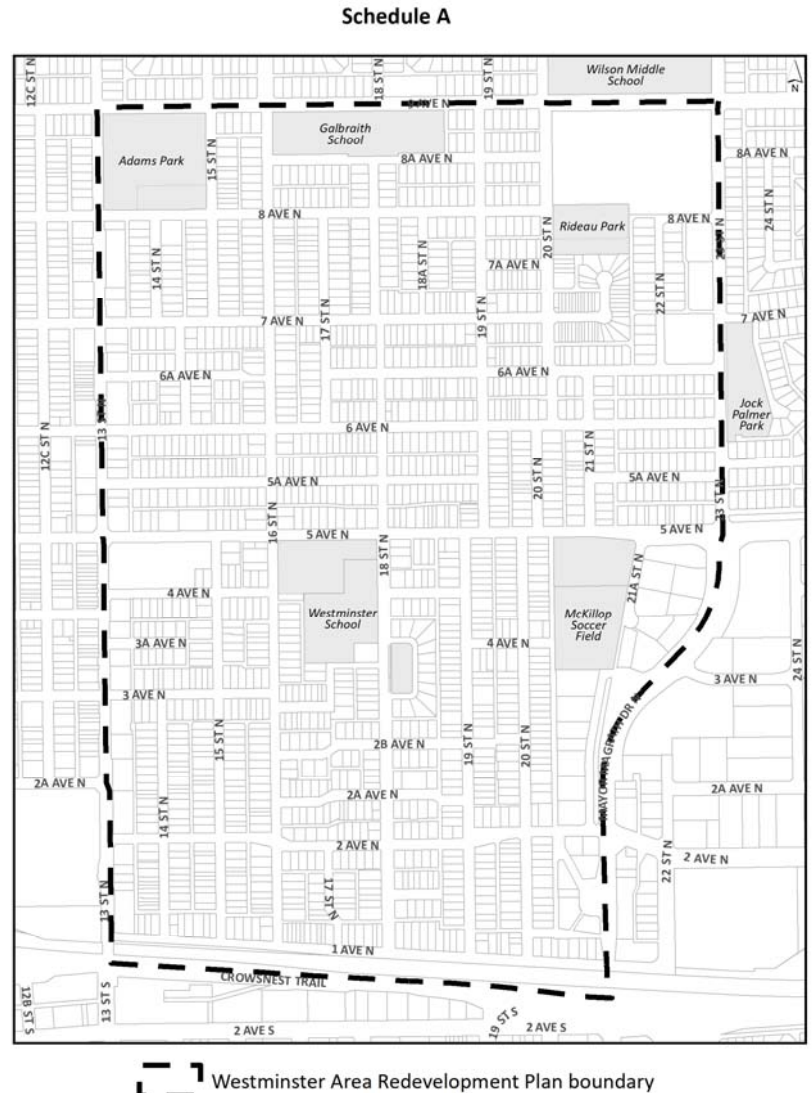 Schedule A
12C ST N
18 ST N
19 ST N
Wilson Middle
School
N
9 AVE N
Adams Park
15 ST N
Galbraith
School
8A AVE N
8A AVE N
24 ST N
8 AVE N
Rideau Park
8 AVE N
14 ST N
18A ST N
7A AVE N
20 ST N
22 ST N
17 ST N
7 AVE N
19 ST N
7 AVE N
6A AVE N
6A AVE N
Jock
Palmer
Park
13 ST N
6 AVE N
12C ST N
21 ST N
5A AVE N
20 ST N
5A AVE N
23 ST N
16 ST N
5 AVE N
5 AVE N
18 ST N
4 AVE N
21A ST N
Westminster
School
McKillop
Soccer
Field
3A AVE N
4 AVE N
24 ST N
3 AVE N
3 AVE N
15 ST N
2B AVE N
19 ST N
20 ST N
MAYOR MAGRATH DR N
2A AVE N
2A AVE N
2A AVE N
14 ST N
2 AVE N
22 ST N
2 AVE N
13 ST N
17 ST N
1 AVE N
CROWSNEST TRAIL
12B ST S
13 ST S
2 AVE S
19 ST S
2 AVE S
Westminster Area Redevelopment Plan boundary